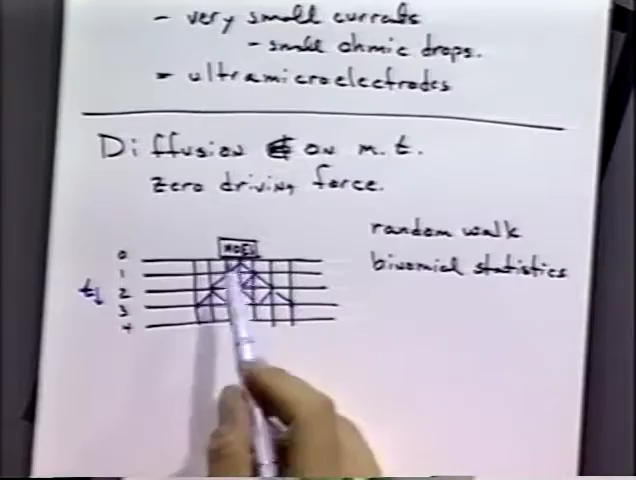 - very small currents
- small ohmic drops.
- ultramicroelectrodes
Diffusion on m.t.
zero driving force.
random walk
binomial statistics
0
1
t↓ 2
3
4